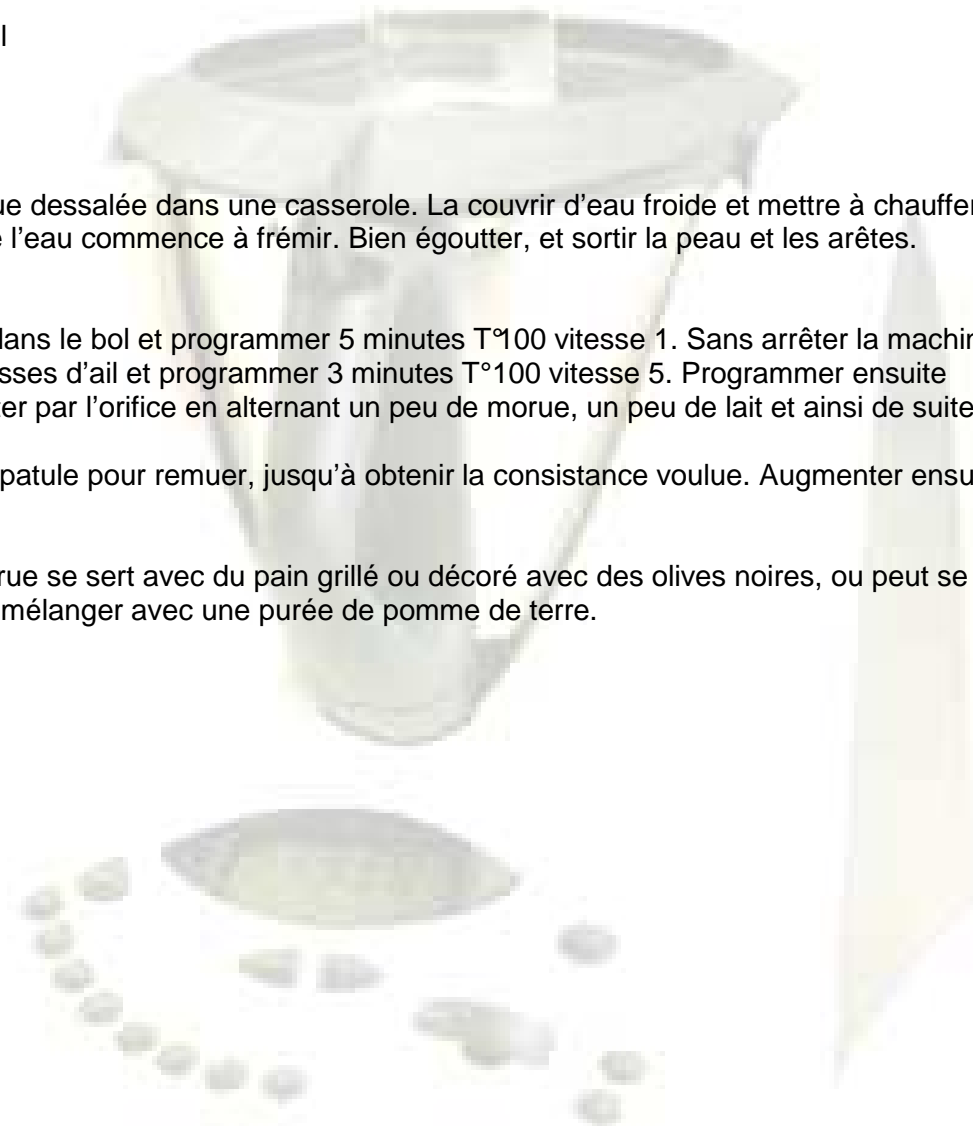 l
ue dessalée dans une casserole. La couvrir d’eau froide et mettre à chauffer
e l’eau commence à frémir. Bien égoutter, et sortir la peau et les arêtes.
dans le bol et programmer 5 minutes T°100 vitesse 1. Sans arrêter la machin
sses d’ail et programmer 3 minutes T°100 vitesse 5. Programmer ensuite
ter par l’orifice en alternant un peu de morue, un peu de lait et ainsi de suite
patule pour remuer, jusqu’à obtenir la consistance voulue. Augmenter ensu
rue se sert avec du pain grillé ou décoré avec des olives noires, ou peut se
mélanger avec une purée de pomme de terre.